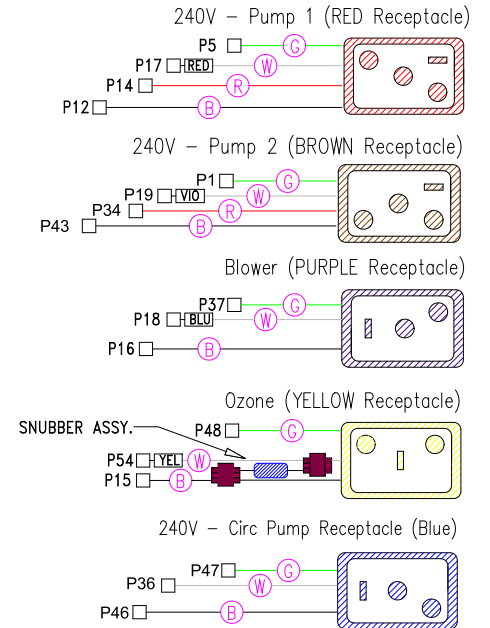 240V - Pump 1 (RED Receptacle)
P5 G
P17 RED W
P14 R
P12 B
240V - Pump 2 (BROWN Receptacle)
P1 G
P19 VIO W
P34 R
P43 B
Blower (PURPLE Receptacle)
P37 G
P18 BLU W
P16 B
Ozone (YELLOW Receptacle)
SNUBBER ASSY.
P48 G
P54 YEL W
P15 B
240V - Circ Pump Receptacle (Blue)
P47 G
P36 W
P46 B